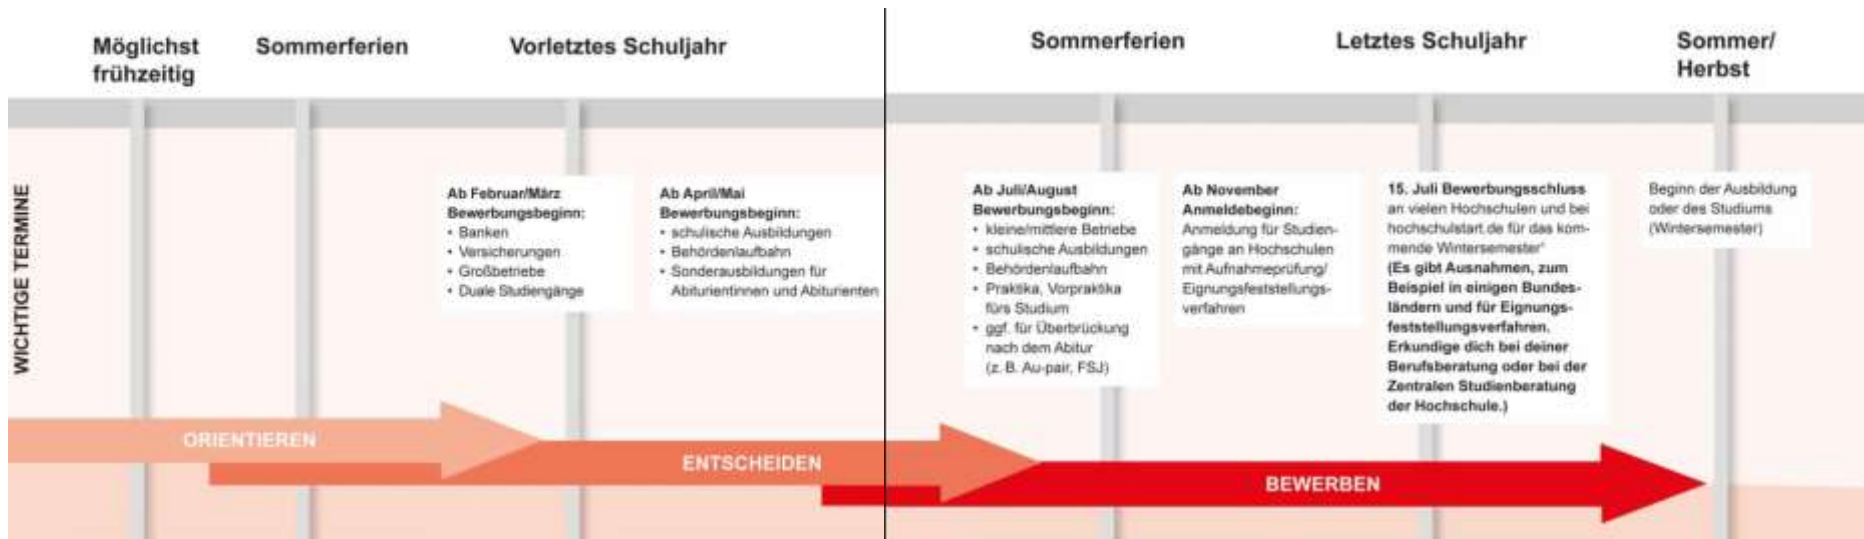 Möglichst
frühzeitig
Sommerferien
Vorletztes Schuljahr
Sommerferien
Letztes Schuljahr
Sommer/
Herbst
WICHTIGE TERMINE
Ab Februar/März
Bewerbungsbeginn:
• Banken
• Versicherungen
• Großbetriebe
• Duale Studiengänge
Ab April/Mai
Bewerbungsbeginn:
• schulische Ausbildungen
• Behördenlaufbahn
• Sonderausbildungen für
Abiturientinnen und Abiturienten
Ab Juli/August
Bewerbungsbeginn:
• kleine/mittlere Betriebe
• schulische Ausbildungen
• Behördenlaufbahn
• Praktika, Vorpraktika
fürs Studium
• ggf. für Überbrückung
nach dem Abitur
(z. B. Au-pair, FSJ)
Ab November
Anmeldebeginn:
Anmeldung für Studien-
gänge an Hochschulen
mit Aufnahmeprüfung/
Eignungsfeststellungs-
verfahren
15. Juli Bewerbungsschluss
an vielen Hochschulen und bei
hochschulstart.de für das kom-
mende Wintersemester*
(Es gibt Ausnahmen, zum
Beispiel in einigen Bundes-
ländern und für Eignungs-
feststellungsverfahren.
Erkundige dich bei deiner
Berufsberatung oder bei der
Zentralen Studienberatung
der Hochschule.)
Beginn der Ausbildung
oder des Studiums
(Wintersemester)
ORIENTIEREN
ENTSCHEIDEN
BEWERBEN